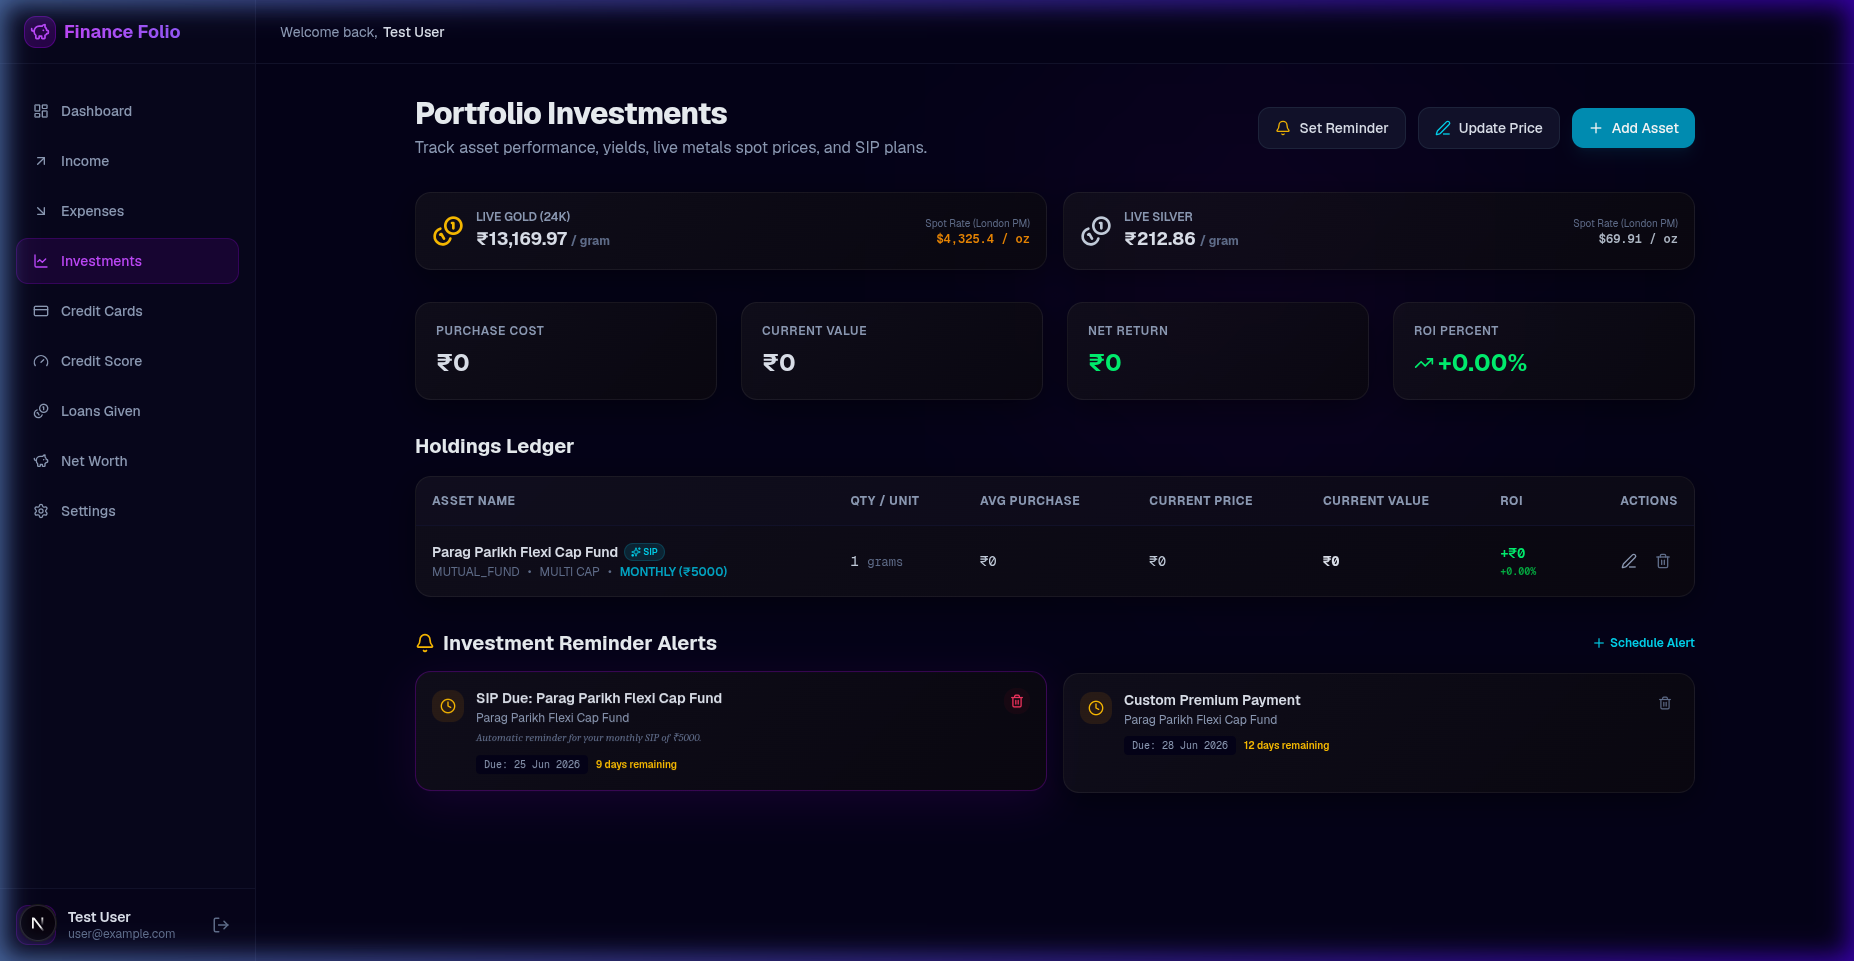 Finance Folio
Welcome back, Test User
Dashboard
Income
Expenses
Investments
Credit Cards
Credit Score
Loans Given
Net Worth
Settings
Portfolio Investments
Track asset performance, yields, live metals spot prices, and SIP plans.
Set Reminder
Update Price
Add Asset
LIVE GOLD (24K)
₹13,169.97 / gram
Spot Rate (London PM)
$4,325.4 / oz
LIVE SILVER
₹212.86 / gram
Spot Rate (London PM)
$69.91 / oz
PURCHASE COST
₹0
CURRENT VALUE
₹0
NET RETURN
₹0
ROI PERCENT
+0.00%
Holdings Ledger
ASSET NAME QTY / UNIT AVG PURCHASE CURRENT PRICE CURRENT VALUE ROI ACTIONS
Parag Parikh Flexi Cap Fund SIP
MUTUAL_FUND • MULTI CAP • MONTHLY (₹5000)
1 grams
₹0
₹0
₹0
+₹0
+0.00%
Investment Reminder Alerts
Schedule Alert
SIP Due: Parag Parikh Flexi Cap Fund
Parag Parikh Flexi Cap Fund
Automatic reminder for your monthly SIP of ₹5000.
Due: 25 Jun 2026 9 days remaining
Custom Premium Payment
Parag Parikh Flexi Cap Fund
Due: 28 Jun 2026 12 days remaining
N
Test User
user@example.com